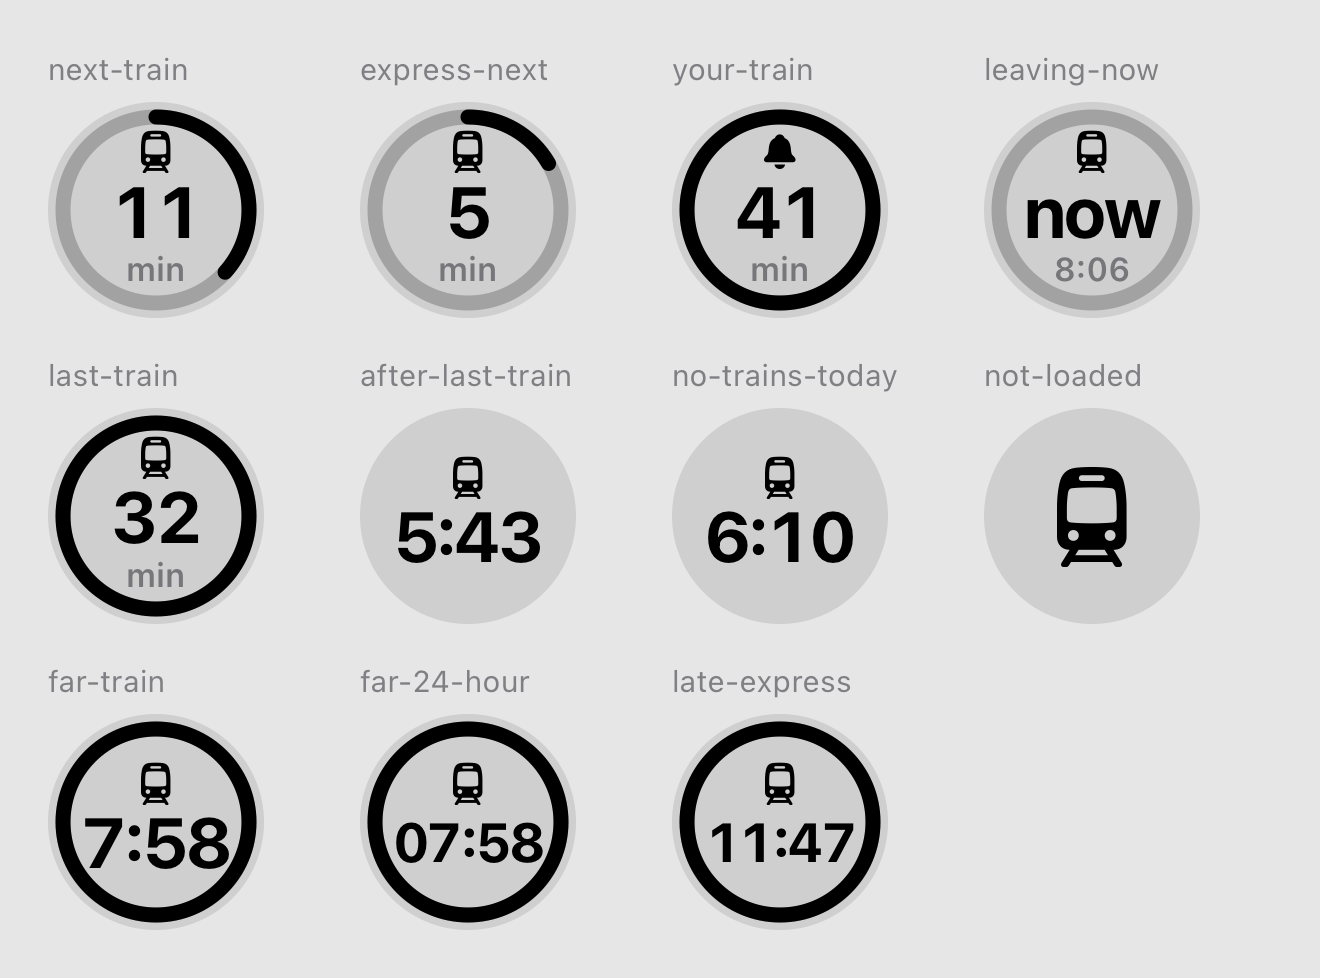 next-train
express-next
your-train
leaving-now
11
min
5
min
41
min
now
8:06
last-train
after-last-train
no-trains-today
not-loaded
32
min
5:43
6:10
far-train
far-24-hour
late-express
7:58
07:58
11:47